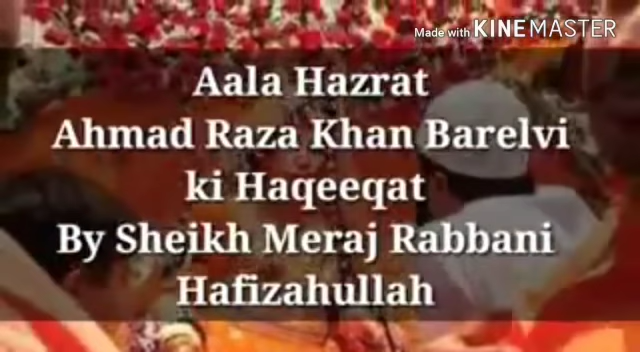 Made with KINEMASTER
Aala Hazrat
Ahmad Raza Khan Barelvi
ki Haqeeqat
By Sheikh Meraj Rabbani
Hafizahullah